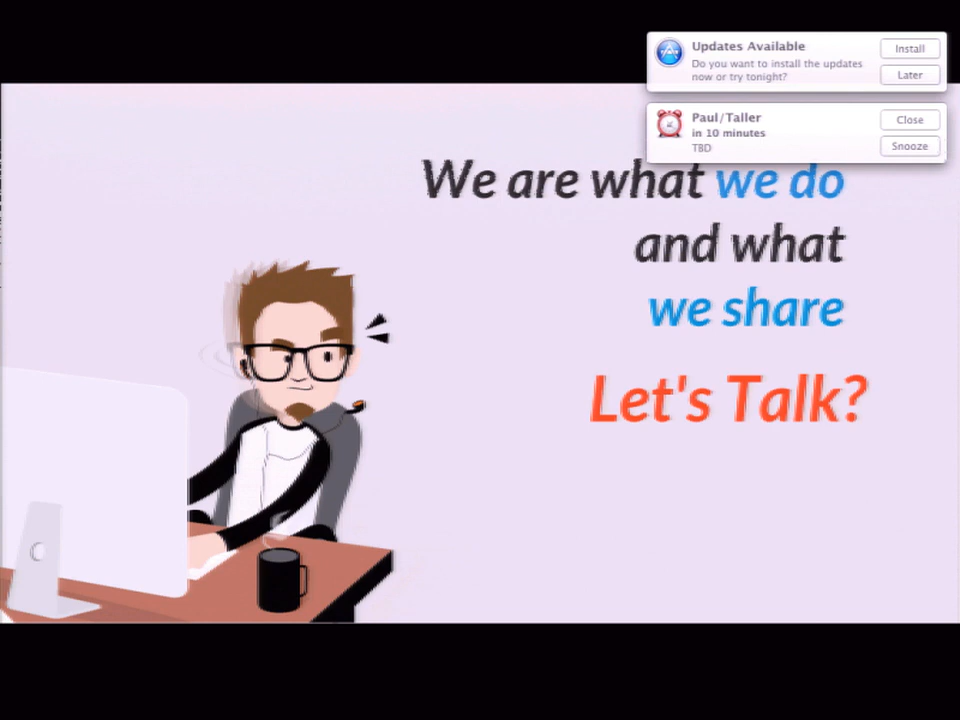 Updates Available
Do you want to install the updates
now or try tonight?
Install
Later
Paul/Taller
in 10 minutes
TBD
Close
Snooze
We are what we do
and what
we share
Let's Talk?